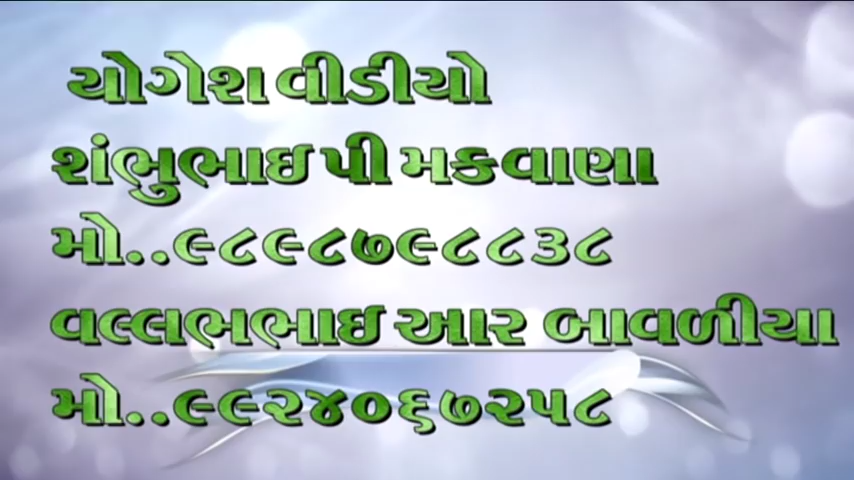 યોગેશ વીડીયો
શંભુભાઇ પી મકવાણા
મો..૯૮૯૮૭૯૮૮૩૮
વલ્લભભાઇ આર બાવળીયા
મો..૯૯૨૪૦૬૭૨૫૮